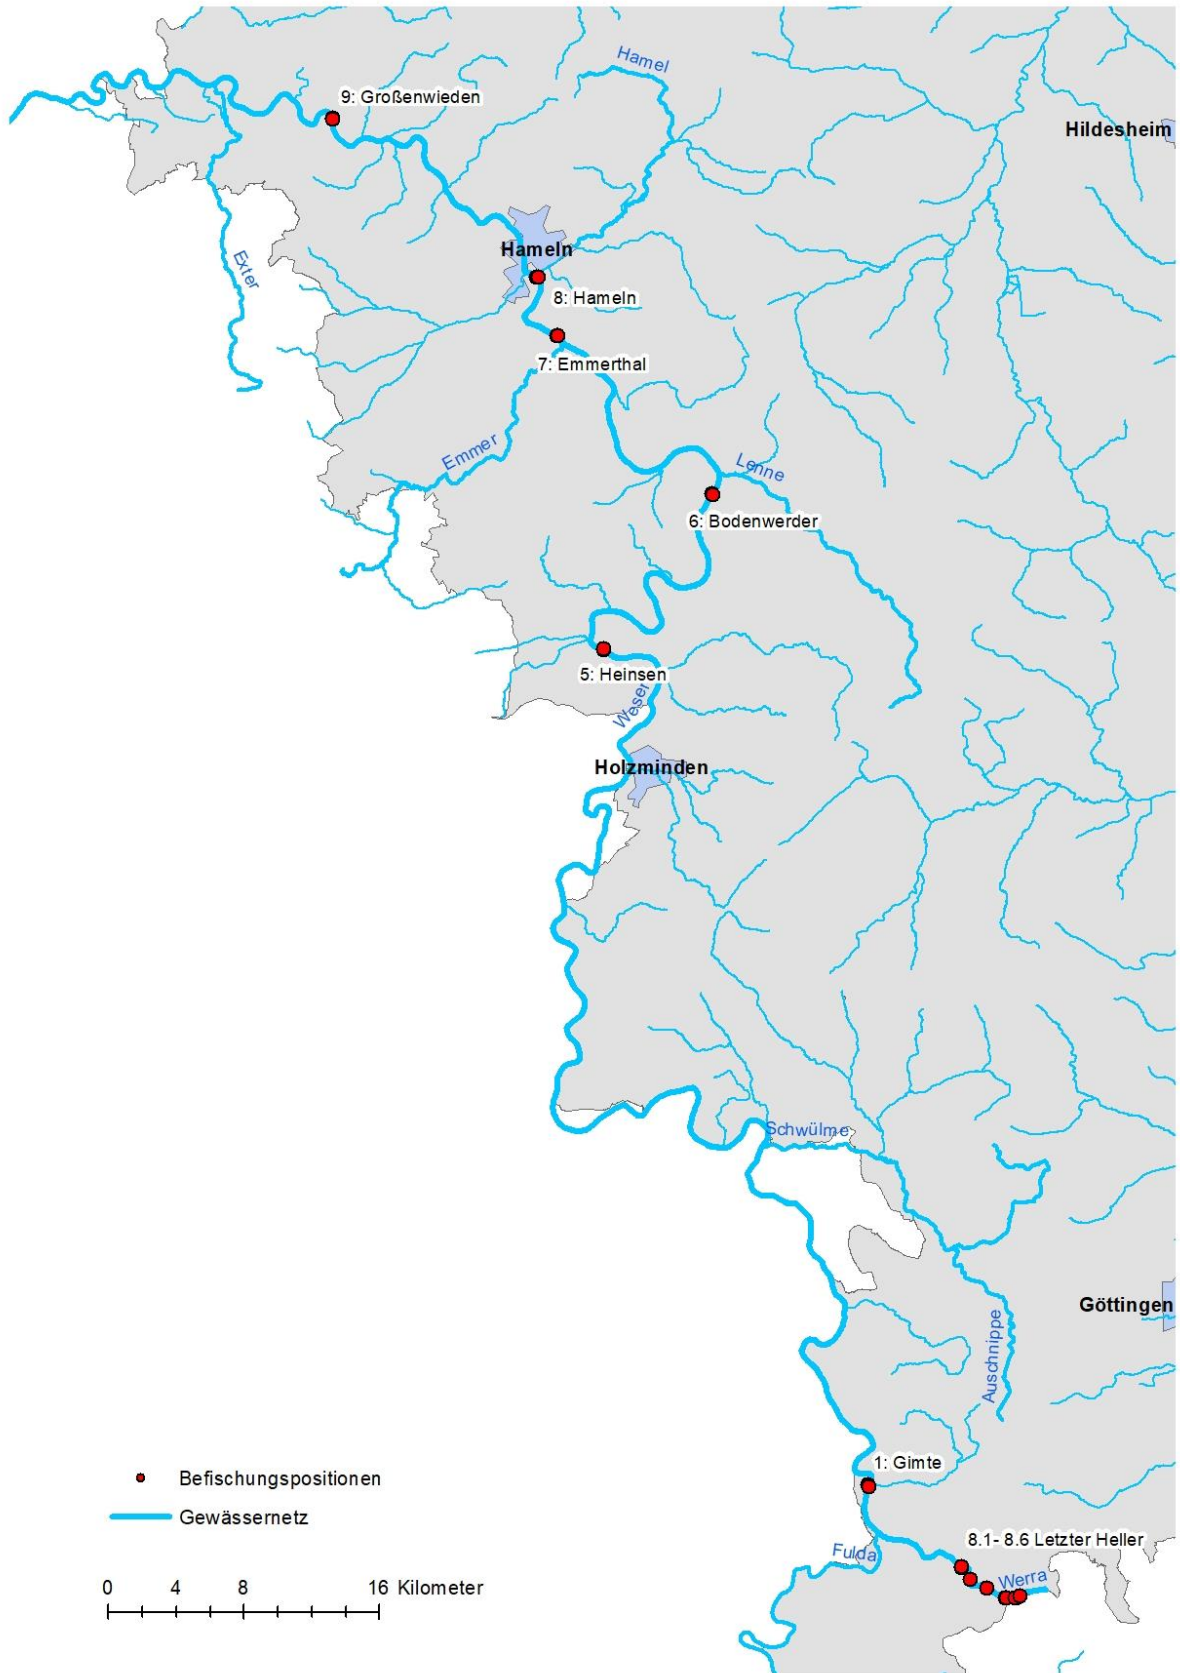 Hamel
9: Großenwieden
Hildesheim
Hameln
Exter
8: Hameln
7: Emmerthal
Emmer
Lenne
6: Bodenwerder
5: Heinsen
Weser
Holzminden
Schwülme
Göttingen
Auschnippe
1: Gimte
Befischungspositionen
Gewässernetz
8.1- 8.6 Letzter Heller
Fulda
Werra
0 4 8 16 Kilometer